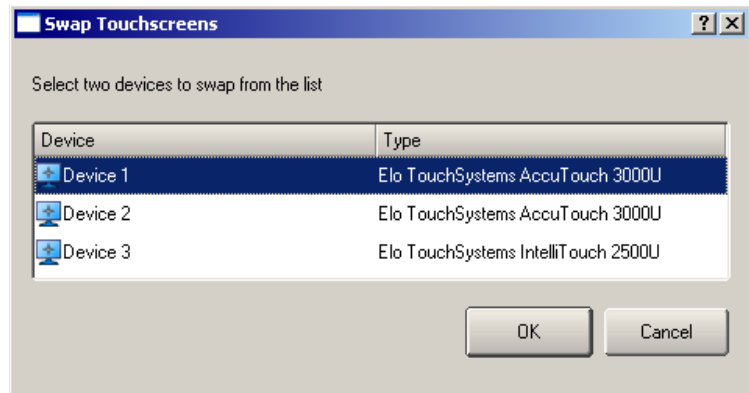 Swap Touchscreens
Select two devices to swap from the list
Device Type
Device 1 Elo TouchSystems AccuTouch 3000U
Device 2 Elo TouchSystems AccuTouch 3000U
Device 3 Elo TouchSystems IntelliTouch 2500U
OK Cancel